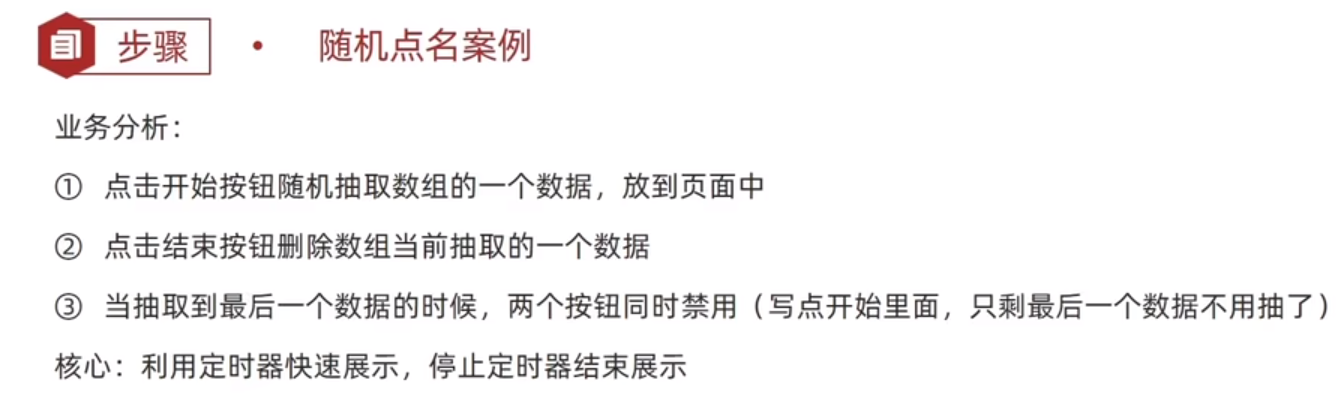 步骤 • 随机点名案例
业务分析：
① 点击开始按钮随机抽取数组的一个数据，放到页面中
② 点击结束按钮删除数组当前抽取的一个数据
③ 当抽取到最后一个数据的时候，两个按钮同时禁用（写点开始里面，只剩最后一个数据不用抽了）
核心：利用定时器快速展示，停止定时器结束展示